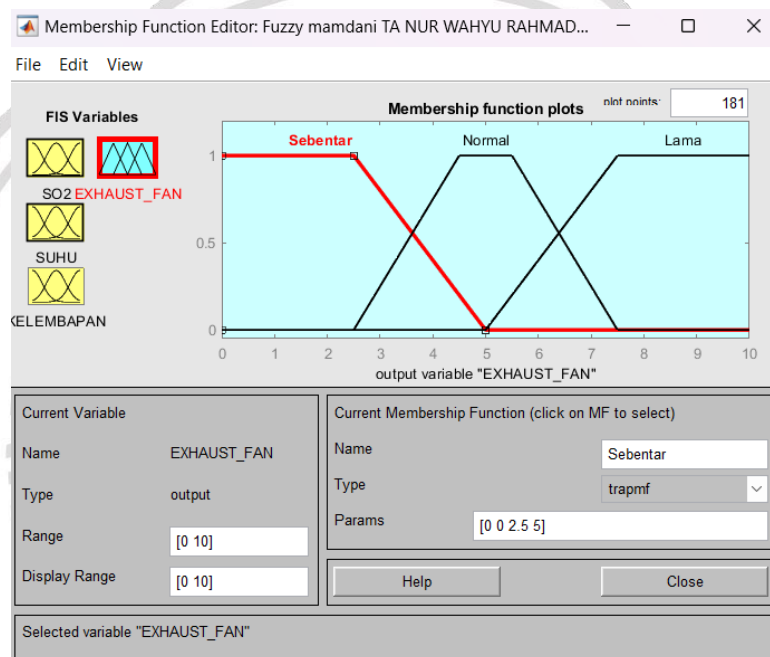 Membership Function Editor: Fuzzy mamdani TA NUR WAHYU RAHMAD...
File Edit View
FIS Variables
SO2 EXHAUST_FAN
SUHU
KELEMBAPAN
Membership function plots
plot points: 181
Sebentar Normal Lama
1
0.5
0
0 1 2 3 4 5 6 7 8 9 10
output variable "EXHAUST_FAN"
Current Variable
Name EXHAUST_FAN
Type output
Range [0 10]
Display Range [0 10]
Current Membership Function (click on MF to select)
Name Sebentar
Type trapmf
Params [0 0 2.5 5]
Help Close
Selected variable "EXHAUST_FAN"